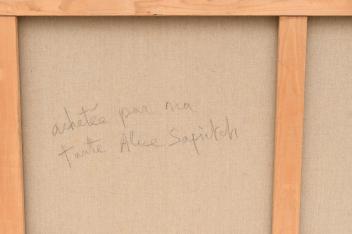 achetée par ma
tante Alice Sapritch